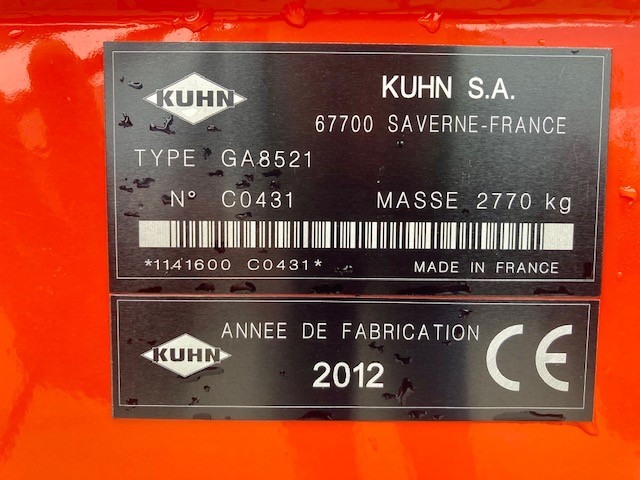 KUHN
KUHN S.A.
67700 SAVERNE-FRANCE
TYPE GA8521
N° C0431 MASSE 2770 kg
*1141600 C0431*
MADE IN FRANCE
KUHN
ANNEE DE FABRICATION
2012
CE